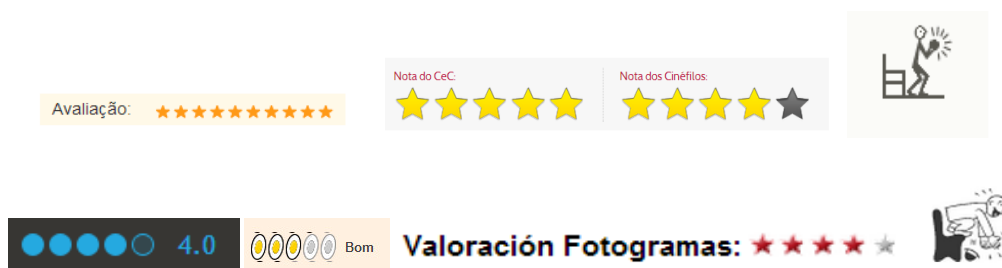 Nota do CeC:
Nota dos Cinéfilos:
Avaliação:
4.0
Bom
Valoración Fotogramas: